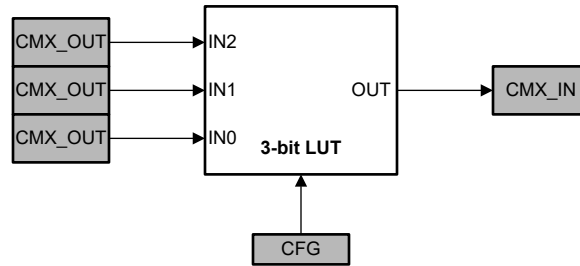 CMX_OUT
IN2
CMX_OUT
IN1
OUT
CMX_IN
CMX_OUT
IN0
3-bit LUT
CFG